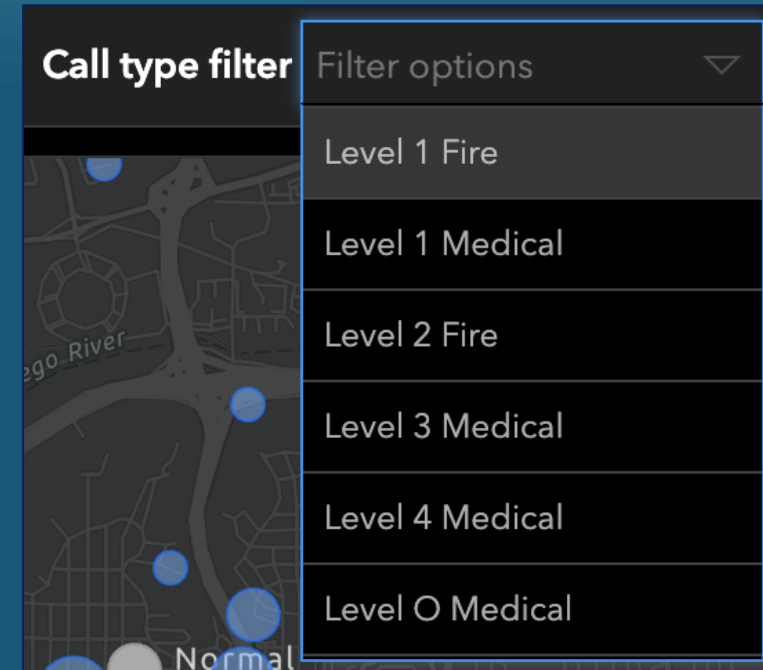 Call type filter
Filter options
Level 1 Fire
Level 1 Medical
Level 2 Fire
Level 3 Medical
Level 4 Medical
Level O Medical
ego River
Normal